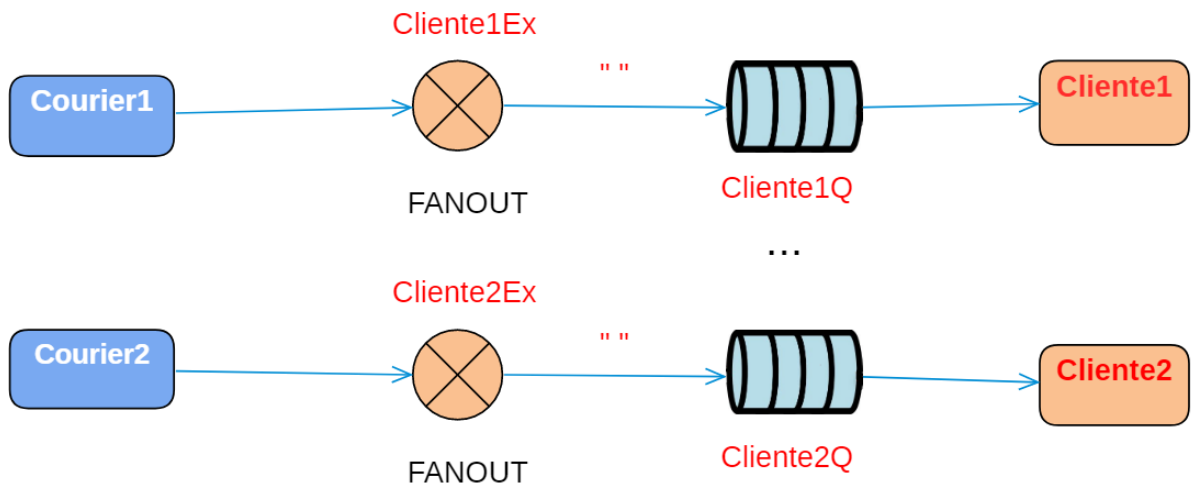 Cliente1Ex
" "
Courier1
Cliente1
Cliente1Q
FANOUT
...
Cliente2Ex
" "
Courier2
Cliente2
Cliente2Q
FANOUT